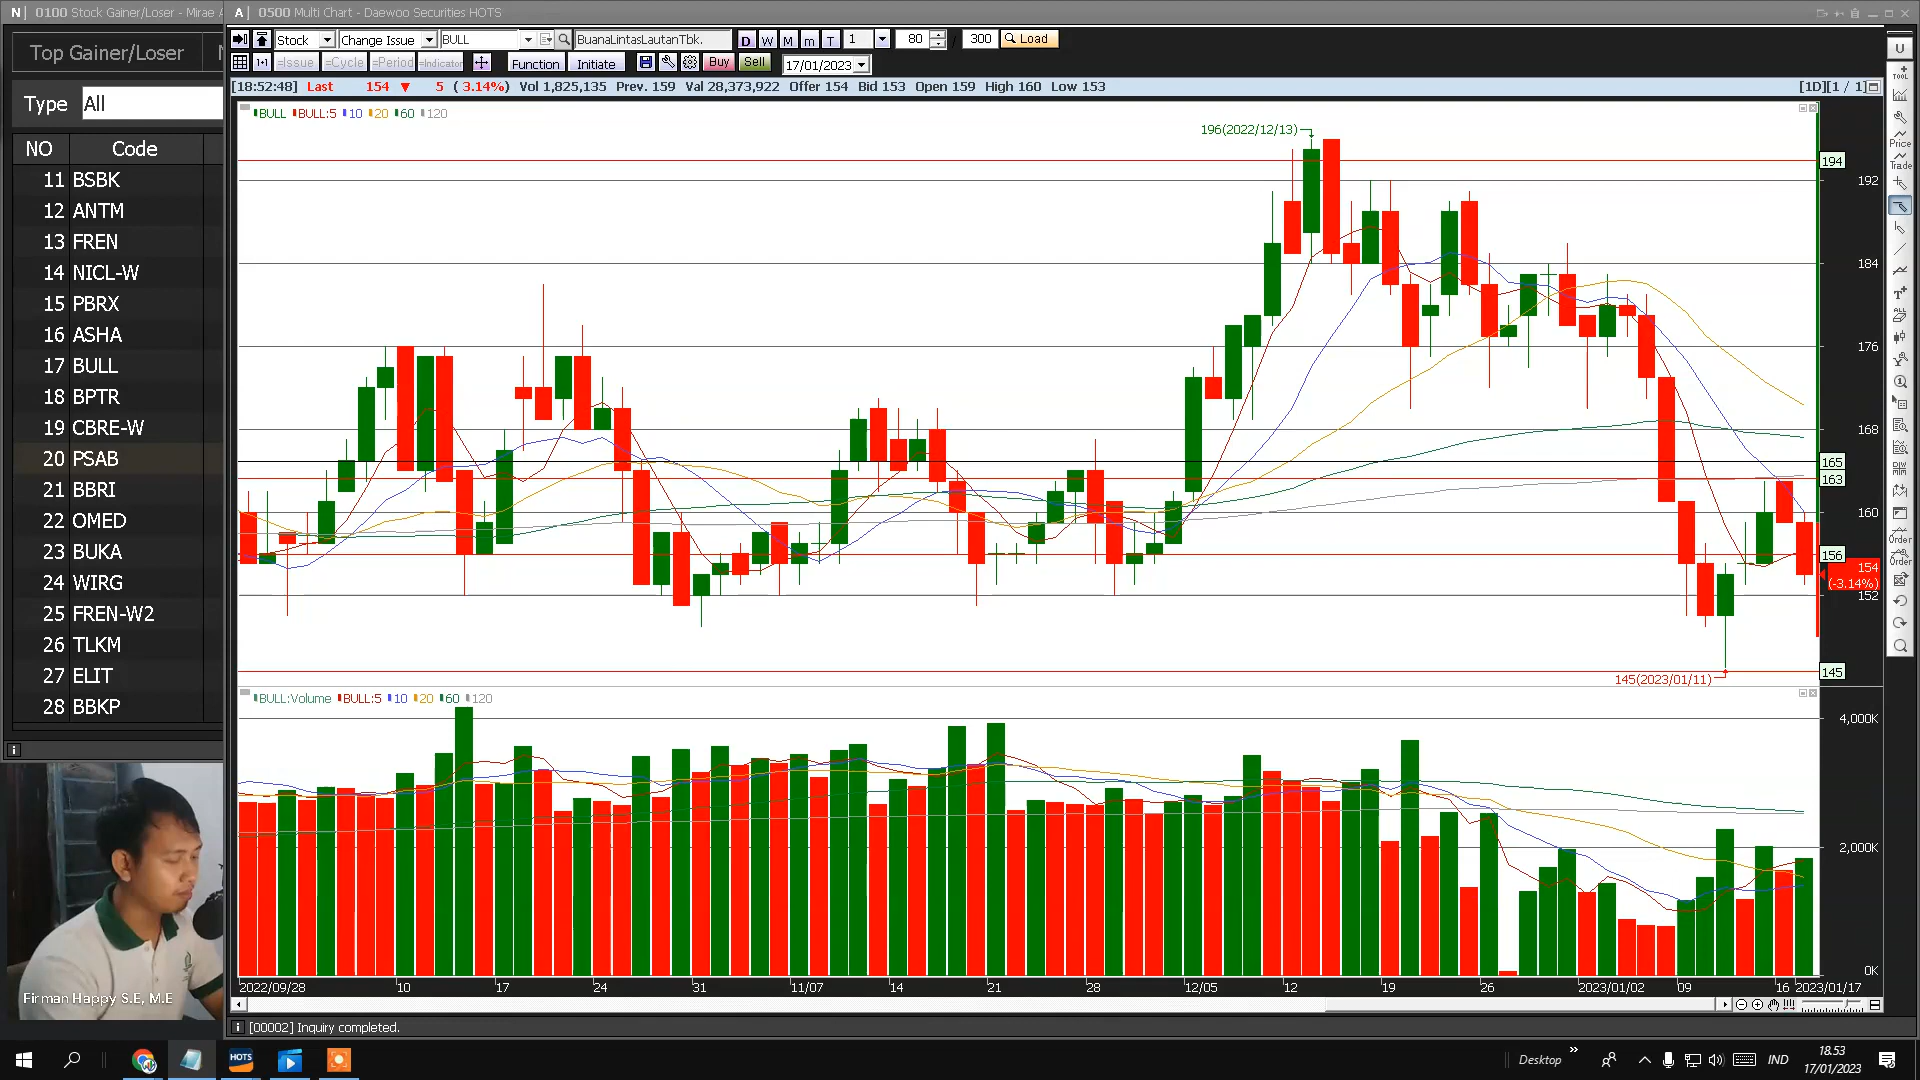 N 0100 Stock Gainer/Loser - Mirae A
A 0500 Multi Chart - Daewoo Securities HOTS
Top Gainer/Loser
Type All
NO Code
11 BSBK
12 ANTM
13 FREN
14 NICL-W
15 PBRX
16 ASHA
17 BULL
18 BPTR
19 CBRE-W
20 PSAB
21 BBRI
22 OMED
23 BUKA
24 WIRG
25 FREN-W2
26 TLKM
27 ELIT
28 BBKP
Firman Happy S.E, M.E
Stock Change Issue BULL BuanaLintasLautanTbk. D W M m T 1 80 300 Load
=Issue =Cycle =Period =Indicator Function Initiate Buy Sell 17/01/2023
[18:52:48] Last 154 ▼ 5 ( 3.14%) Vol 1,825,135 Prev. 159 Val 28,373,922 Offer 154 Bid 153 Open 159 High 160 Low 153 [1D][1 / 1]
BULL BULL:5 10 20 60 120
196(2022/12/13)
194
192
184
176
168
165
163
160
156
154
(-3.14%)
152
145
145(2023/01/11)
BULL:Volume BULL:5 10 20 60 120
4,000K
2,000K
0K
2022/09/28 10 17 24 31 11/07 14 21 28 12/05 12 19 26 2023/01/02 09 16 2023/01/17
[00002] Inquiry completed.
U
TOOL
Price
Trade
Order
Order
HOTS
Desktop
IND
18.53
17/01/2023